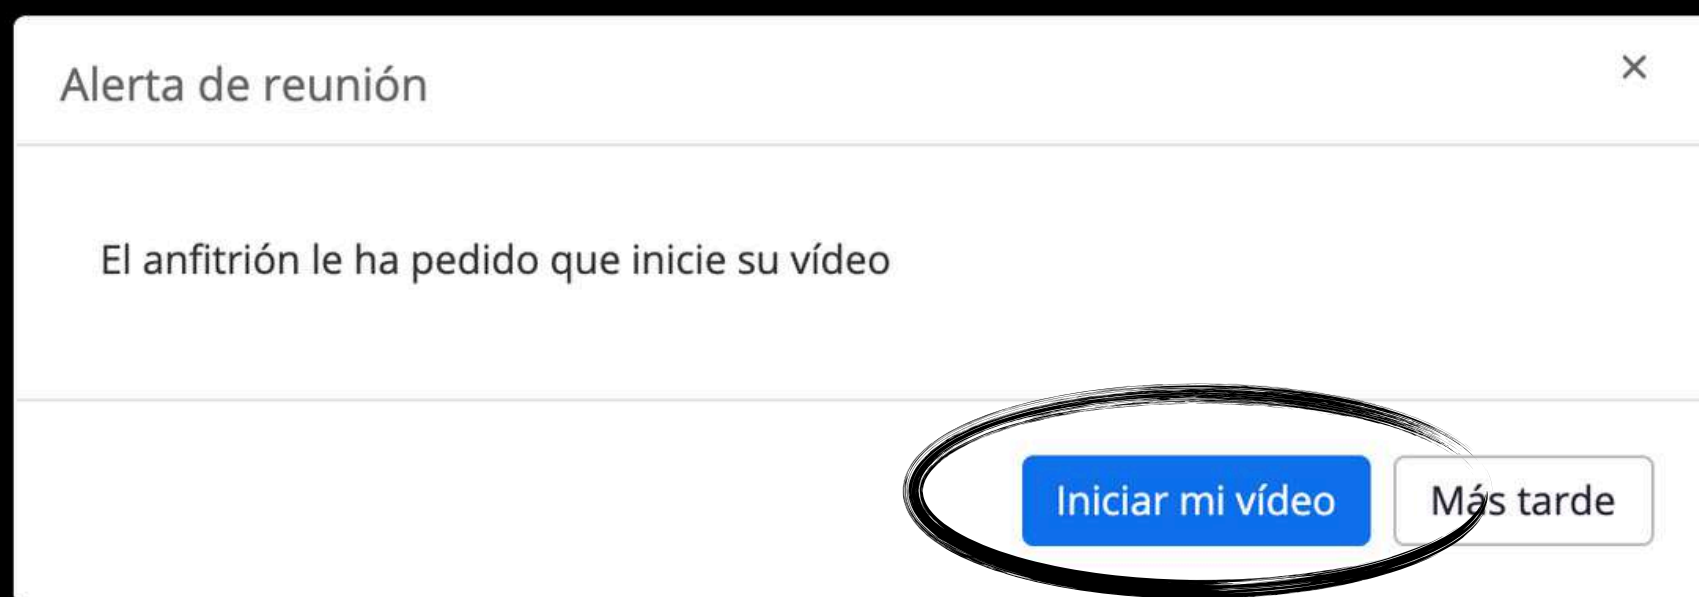 Alerta de reunión
El anfitrión le ha pedido que inicie su vídeo
Iniciar mi vídeo
Más tarde